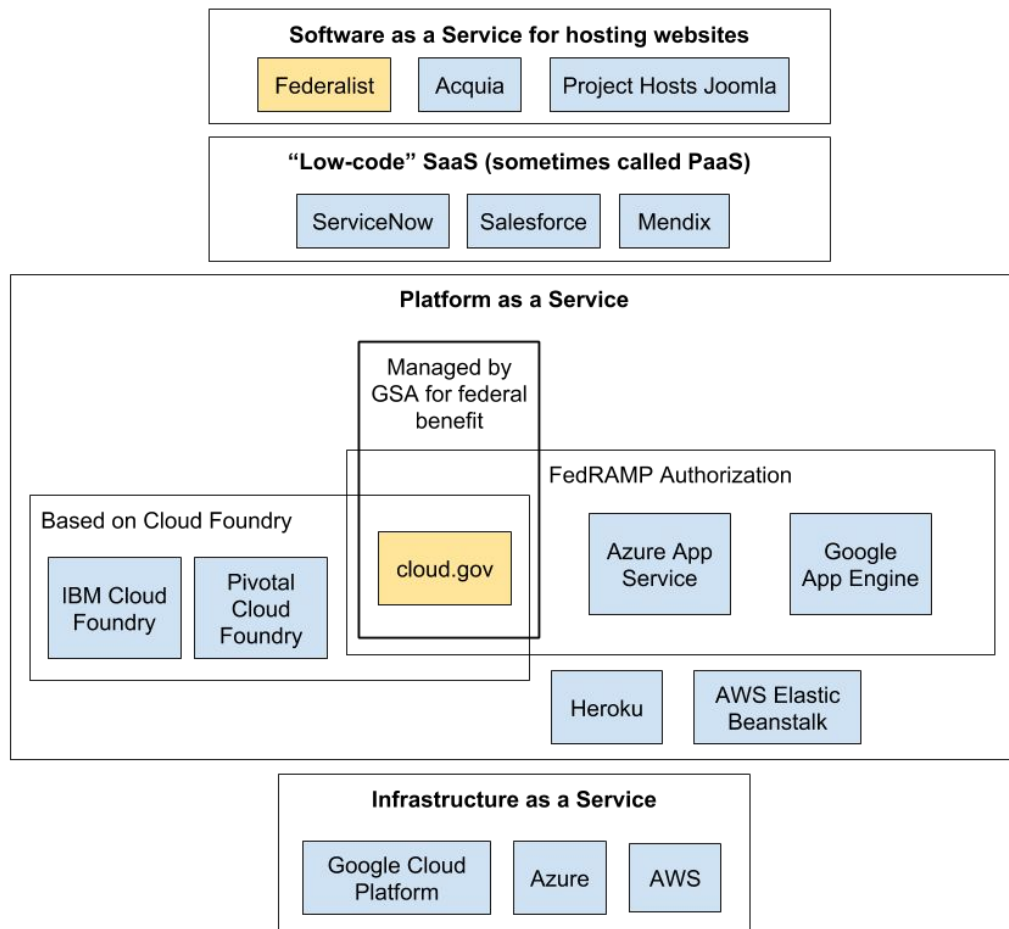 Software as a Service for hosting websites
Federalist
Acquia
Project Hosts Joomla
“Low-code” SaaS (sometimes called PaaS)
ServiceNow
Salesforce
Mendix
Platform as a Service
Managed by
GSA for federal
benefit
FedRAMP Authorization
Based on Cloud Foundry
IBM Cloud
Foundry
Pivotal
Cloud
Foundry
cloud.gov
Azure App
Service
Google
App Engine
Heroku
AWS Elastic
Beanstalk
Infrastructure as a Service
Google Cloud
Platform
Azure
AWS